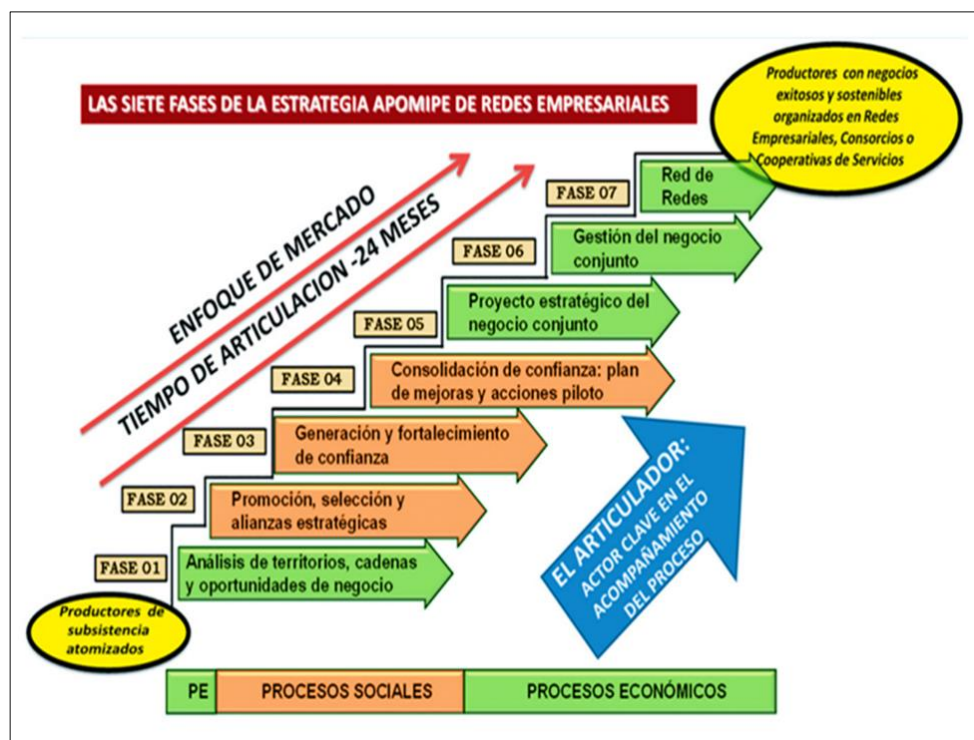 LAS SIETE FASES DE LA ESTRATEGIA APOMIPE DE REDES EMPRESARIALES
Productores con negocios
exitosos y sostenibles
organizados en Redes
Empresariales, Consorcios o
Cooperativas de Servicios
ENFOQUE DE MERCADO
TIEMPO DE ARTICULACION -24 MESES
FASE 07
Red de
Redes
FASE 06
Gestión del negocio
conjunto
FASE 05
Proyecto estratégico del
negocio conjunto
FASE 04
Consolidación de confianza: plan
de mejoras y acciones piloto
FASE 03
Generación y fortalecimiento
de confianza
FASE 02
Promoción, selección y
alianzas estratégicas
FASE 01
Análisis de territorios, cadenas
y oportunidades de negocio
Productores de
subsistencia
atomizados
EL ARTICULADOR:
ACTOR CLAVE EN EL
ACOMPAÑAMIENTO
DEL PROCESO
PE
PROCESOS SOCIALES
PROCESOS ECONÓMICOS